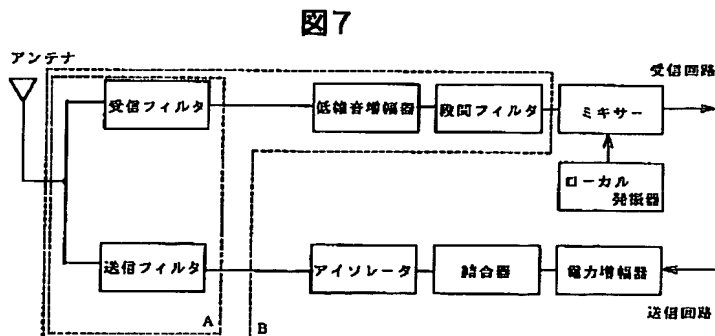 図7
アンテナ
受信回路
受信フィルタ
低雑音増幅器
段間フィルタ
ミキサー
ローカル
発振器
送信フィルタ
アイソレータ
結合器
電力増幅器
A
B
送信回路